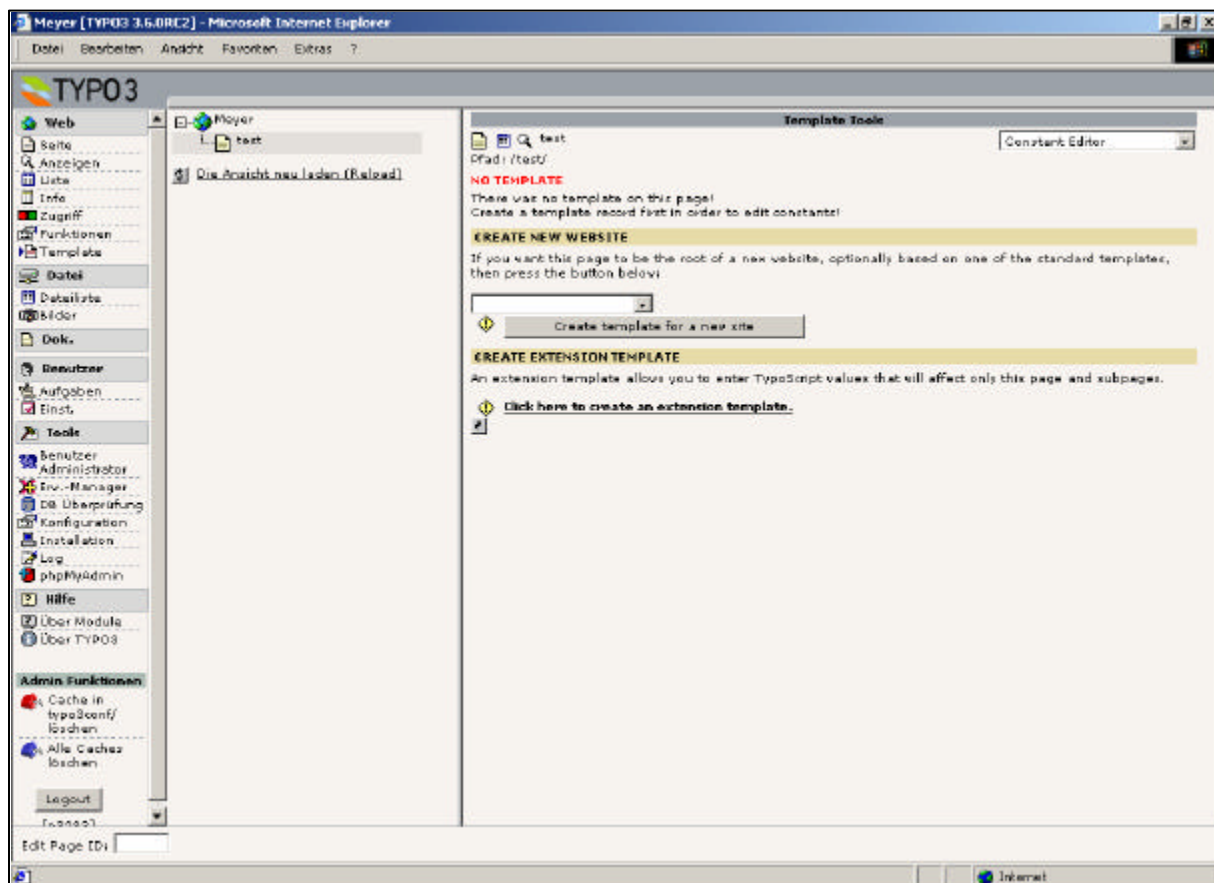 Meyer [TYPO3 3.6.0RC2] - Microsoft Internet Explorer
Datei Bearbeiten Ansicht Favoriten Extras ?
TYPO3
Web
Seite
Anzeigen
Liste
Info
Zugriff
Funktionen
Template
Datei
Dateiliste
Bilder
Dok.
Benutzer
Aufgaben
Einst.
Tools
Benutzer
Administrator
Erw.-Manager
DB Überprüfung
Konfiguration
Installation
Log
phpMyAdmin
Hilfe
Über Module
Über TYPO3
Admin Funktionen
Cache in
typo3conf/
löschen
Alle Caches
löschen
Logout
Edit Page ID:
Meyer
test
Die Ansicht neu laden (Reload)
Template Tools
test
Constant Editor
Pfad: /test/
NO TEMPLATE
There was no template on this page!
Create a template record first in order to edit constants!
CREATE NEW WEBSITE
If you want this page to be the root of a new website, optionally based on one of the standard templates,
then press the button below:
Create template for a new site
CREATE EXTENSION TEMPLATE
An extension template allows you to enter TypoScript values that will affect only this page and subpages.
Click here to create an extension template.
Internet